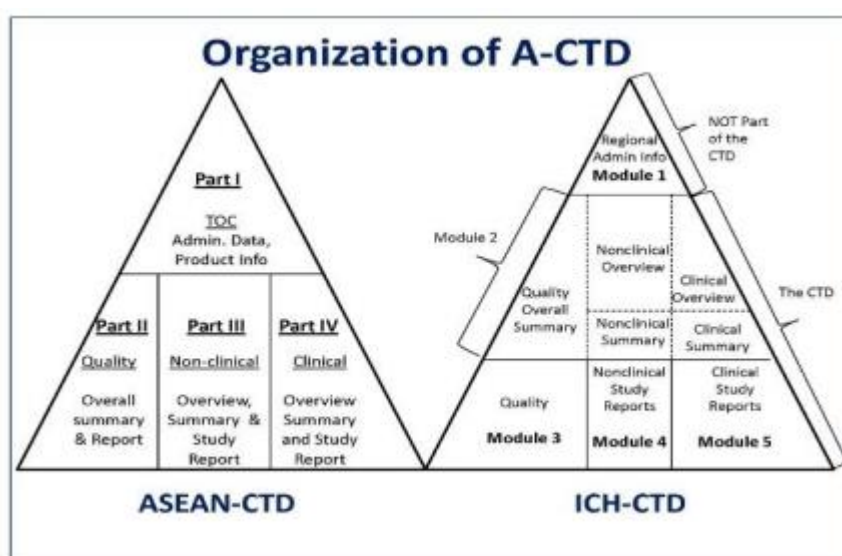 Organization of A-CTD
Part I
TOC
Admin. Data,
Product Info
Part II
Quality
Overall
summary
& Report
Part III
Non-clinical
Overview,
Summary &
Study
Report
Part IV
Clinical
Overview
Summary
and Study
Report
ASEAN-CTD
Regional
Admin Info
Module 1
NOT Part
of the
CTD
Module 2
Quality
Overall
Summary
Nonclinical
Overview
Nonclinical
Summary
Clinical
Overview
Clinical
Summary
The CTD
Quality
Module 3
Nonclinical
Study
Reports
Module 4
Clinical
Study
Reports
Module 5
ICH-CTD